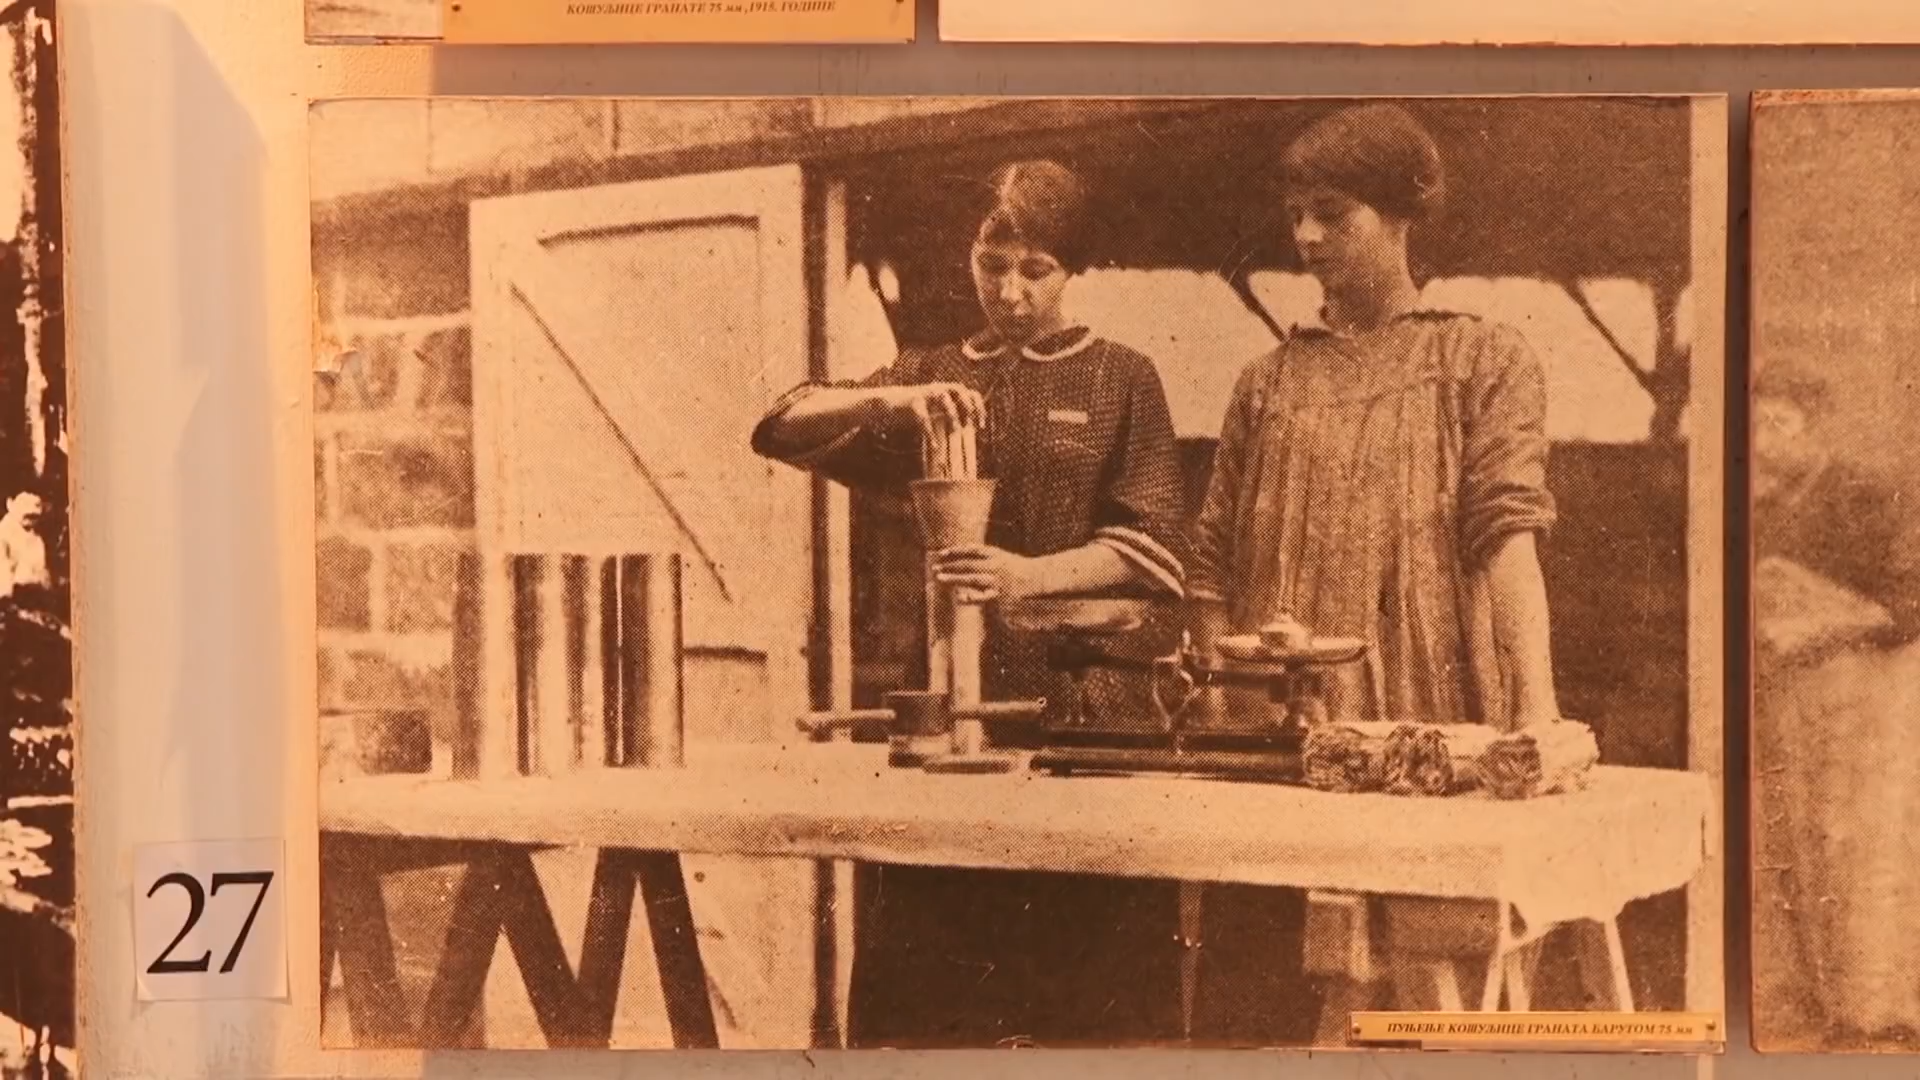 КОШУЉИЦЕ ГРАНАТЕ 75 мм, 1915. ГОДИНЕ
27
ПУЊЕЊЕ КОШУЉИЦЕ ГРАНАТА БАРУТОМ 75 мм